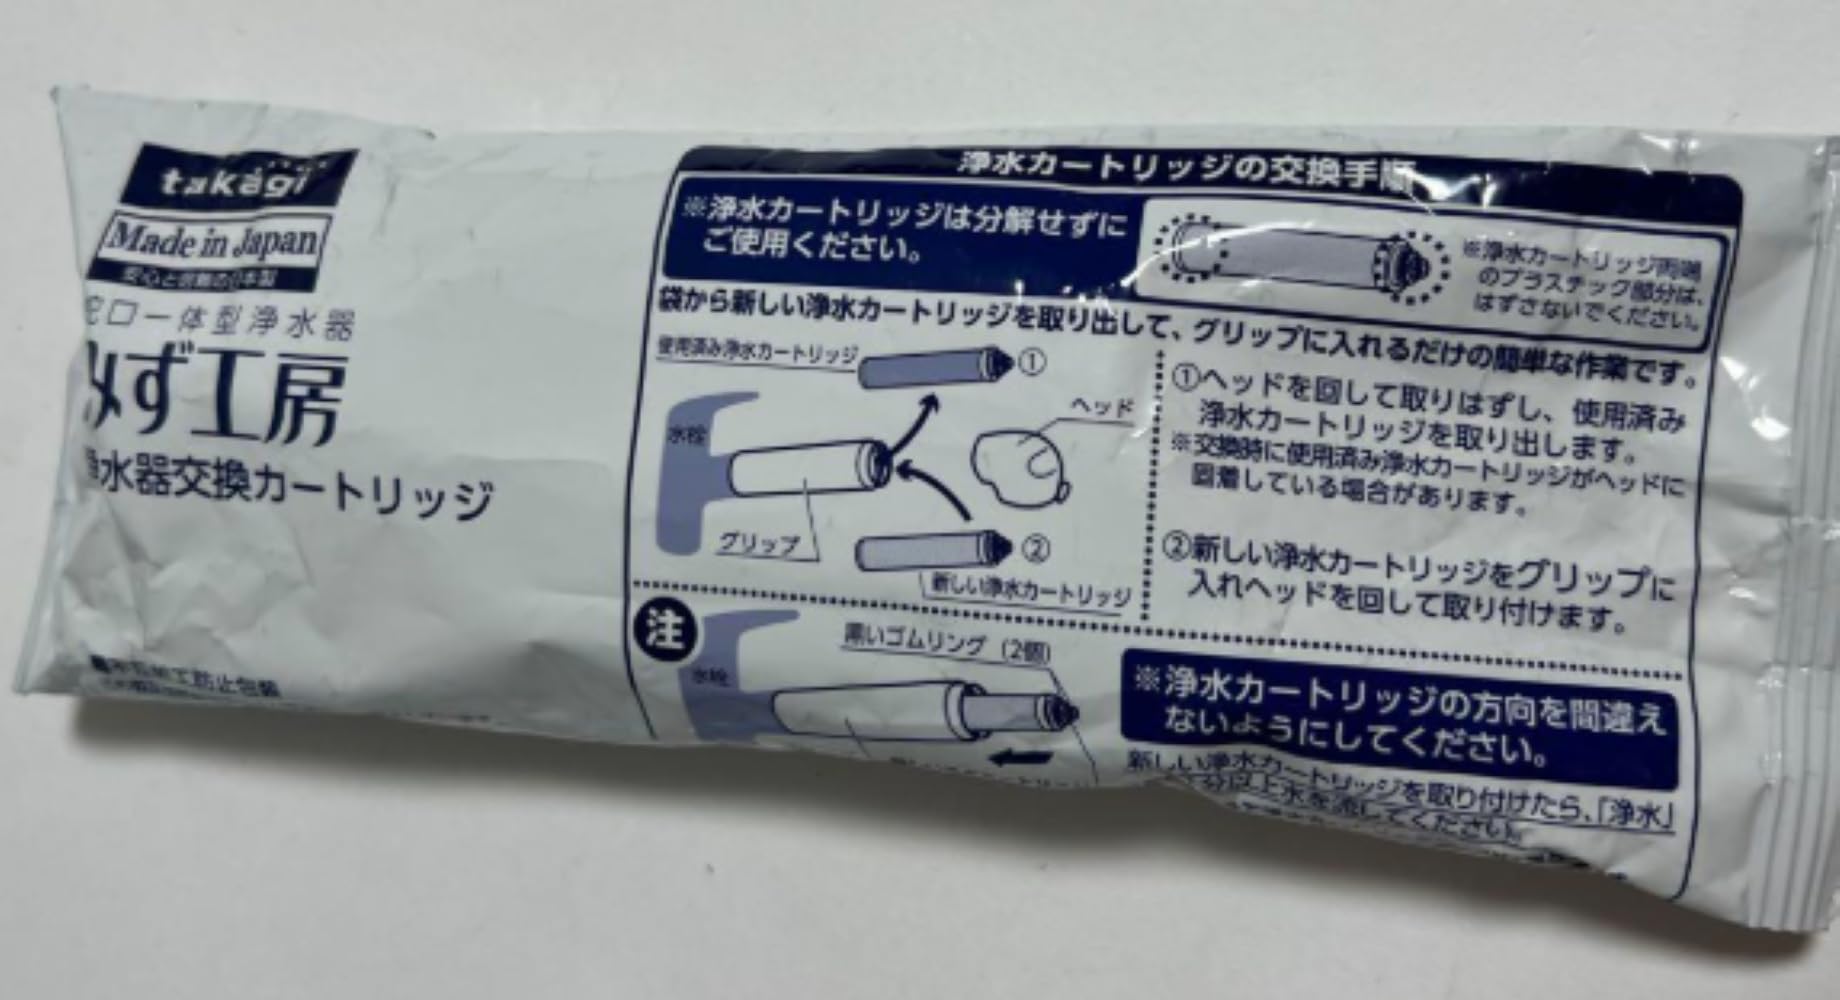 takagi
Made in Japan
安心と信頼の日本製
蛇口一体型浄水器
みず工房
浄水器交換カートリッジ
浄水カートリッジの交換手順
※浄水カートリッジは分解せずに
ご使用ください。
※浄水カートリッジ両端
のプラスチック部分は、
はずさないでください。
袋から新しい浄水カートリッジを取り出して、グリップに入れるだけの簡単な作業です。
使用済み浄水カートリッジ
①
ヘッド
水栓
グリップ
②
新しい浄水カートリッジ
①ヘッドを回して取りはずし、使用済み
浄水カートリッジを取り出します。
※交換時に使用済み浄水カートリッジがヘッドに
固着している場合があります。
②新しい浄水カートリッジをグリップに
入れヘッドを回して取り付けます。
注
黒いゴムリング（2個）
水栓
※浄水カートリッジの方向を間違え
ないようにしてください。
新しい浄水カートリッジを取り付けたら、「浄水」
分以上水を流してください。
防止包装